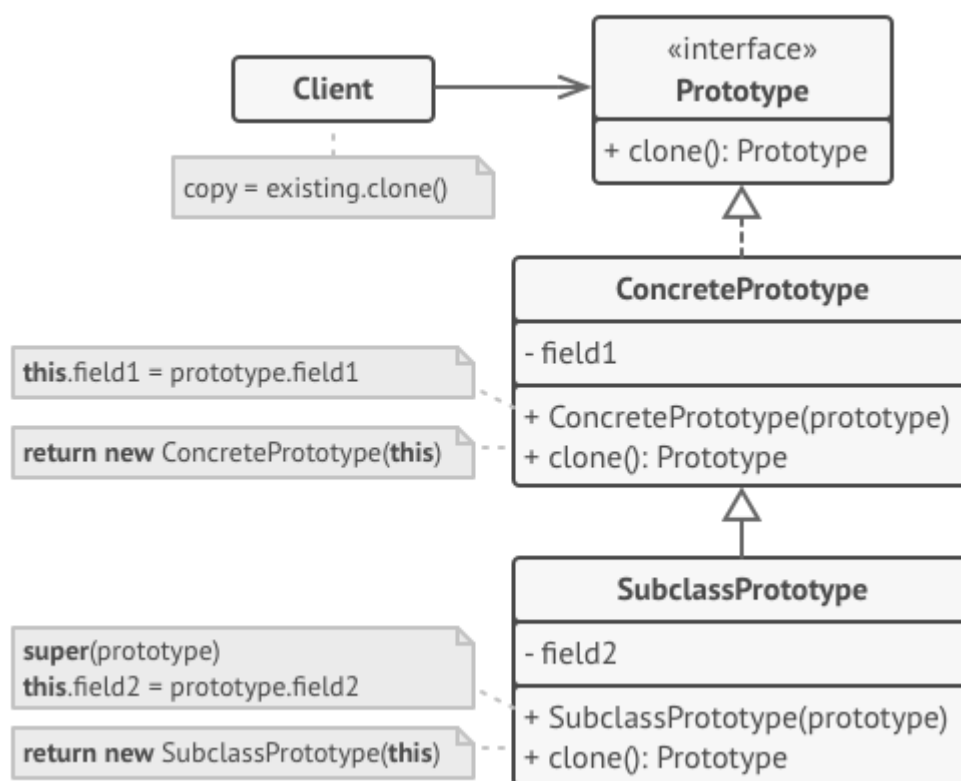 Client
«interface»
Prototype
+ clone(): Prototype
copy = existing.clone()
ConcretePrototype
- field1
this.field1 = prototype.field1
+ ConcretePrototype(prototype)
return new ConcretePrototype(this)
+ clone(): Prototype
SubclassPrototype
- field2
super(prototype)
this.field2 = prototype.field2
+ SubclassPrototype(prototype)
return new SubclassPrototype(this)
+ clone(): Prototype